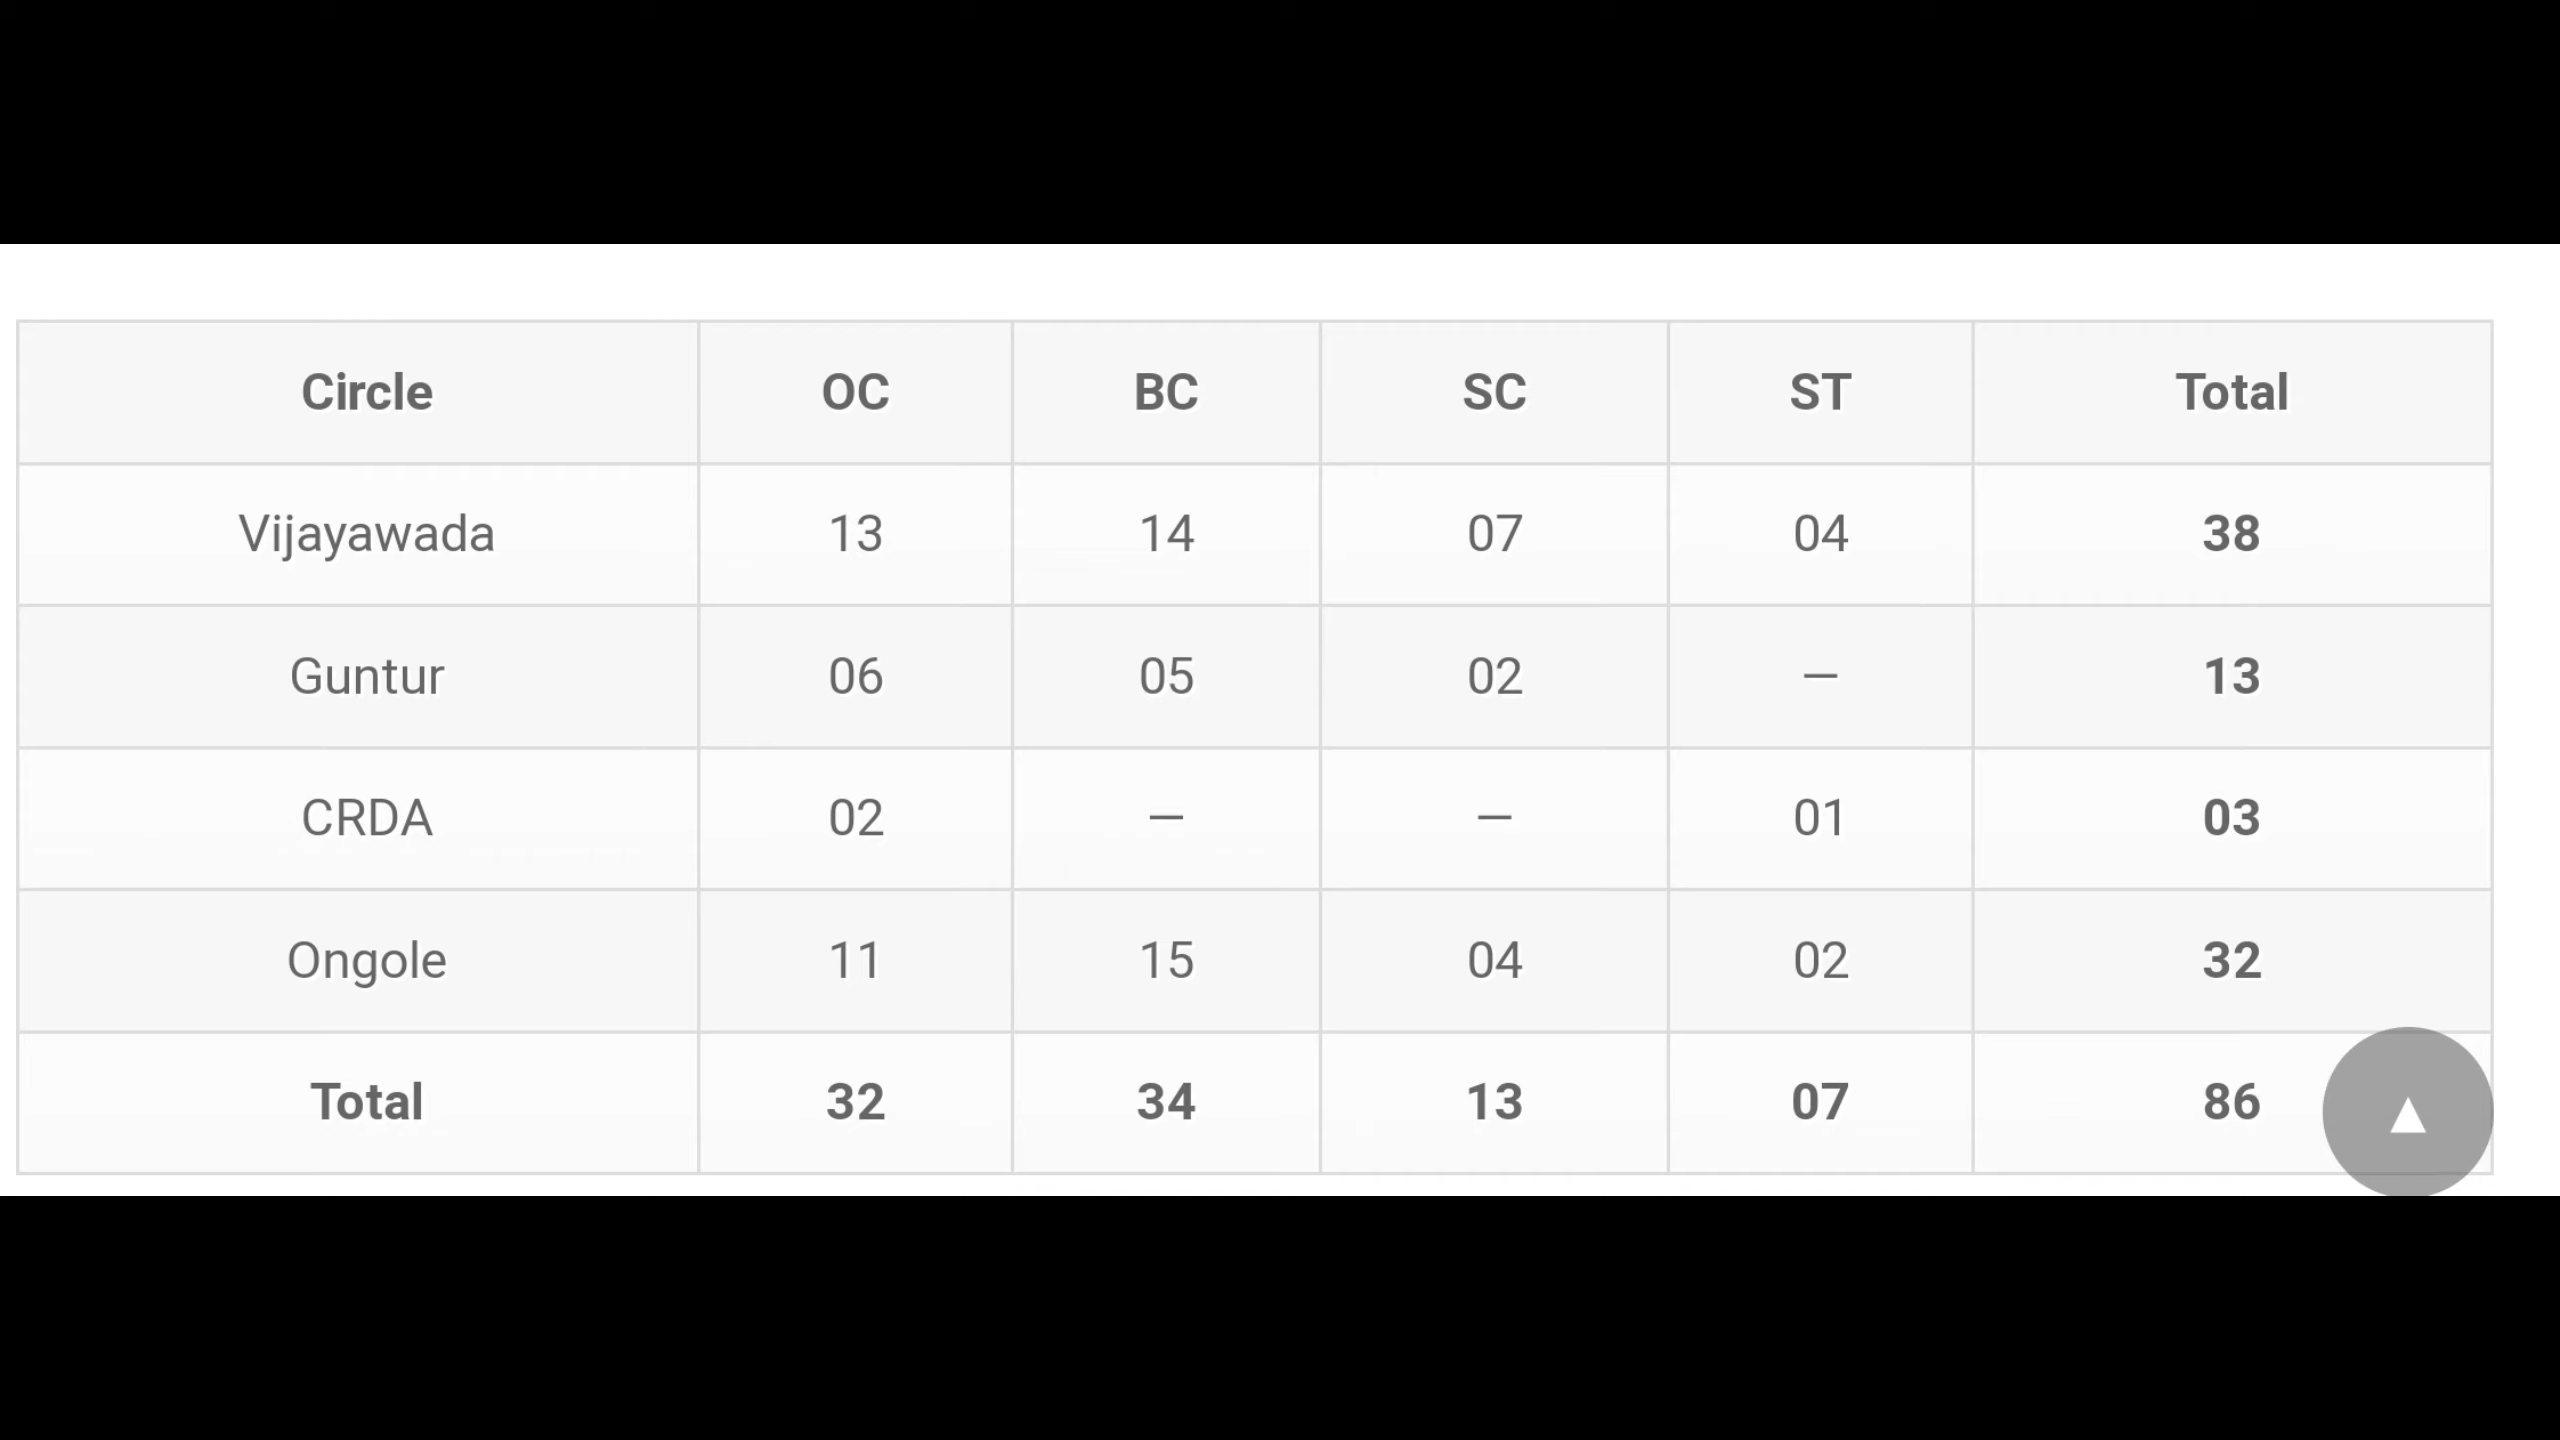 Circle OC BC SC ST Total
Vijayawada 13 14 07 04 38
Guntur 06 05 02 — 13
CRDA 02 — — 01 03
Ongole 11 15 04 02 32
Total 32 34 13 07 86